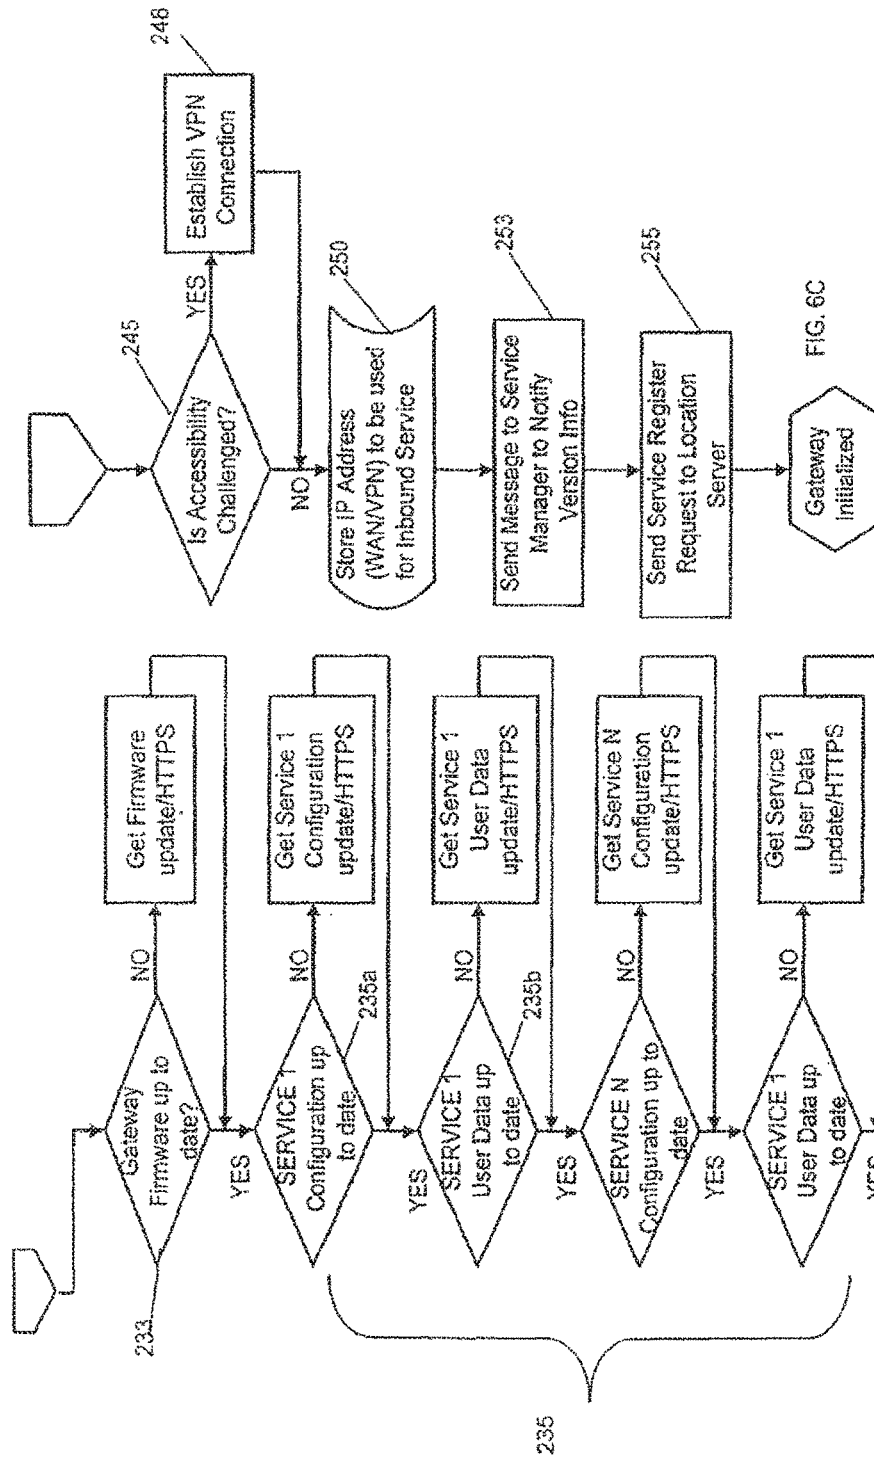 233
Gateway
Firmware up to
date?
NO
Get Firmware
update/HTTPS
YES
SERVICE 1
Configuration up
to date
235a
NO
Get Service 1
Configuration
update/HTTPS
YES
SERVICE 1
User Data up
to date
235b
NO
Get Service 1
User Data
update/HTTPS
YES
SERVICE N
Configuration up to
date
NO
Get Service N
Configuration
update/HTTPS
YES
SERVICE 1
User Data up
to date
NO
Get Service 1
User Data
update/HTTPS
YES
235
Is Accessibility
Challenged?
245
YES
Establish VPN
Connection
248
NO
Store IP Address
(WAN/VPN) to be used
for Inbound Service
250
Send Message to Service
Manager to Notify
Version Info
253
Send Service Register
Request to Location
Server
255
Gateway
Initialized
FIG. 6C